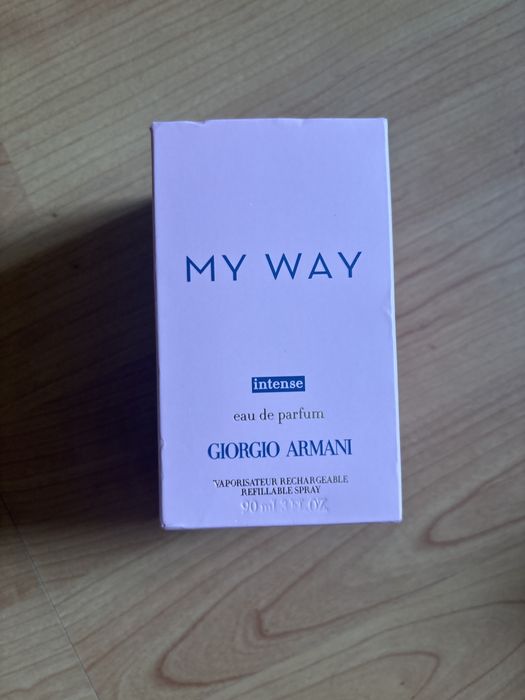 MY WAY
intense
eau de parfum
GIORGIO ARMANI
VAPORISATEUR RECHARGEABLE
REFILLABLE SPRAY
90 ml 3 FL.OZ.